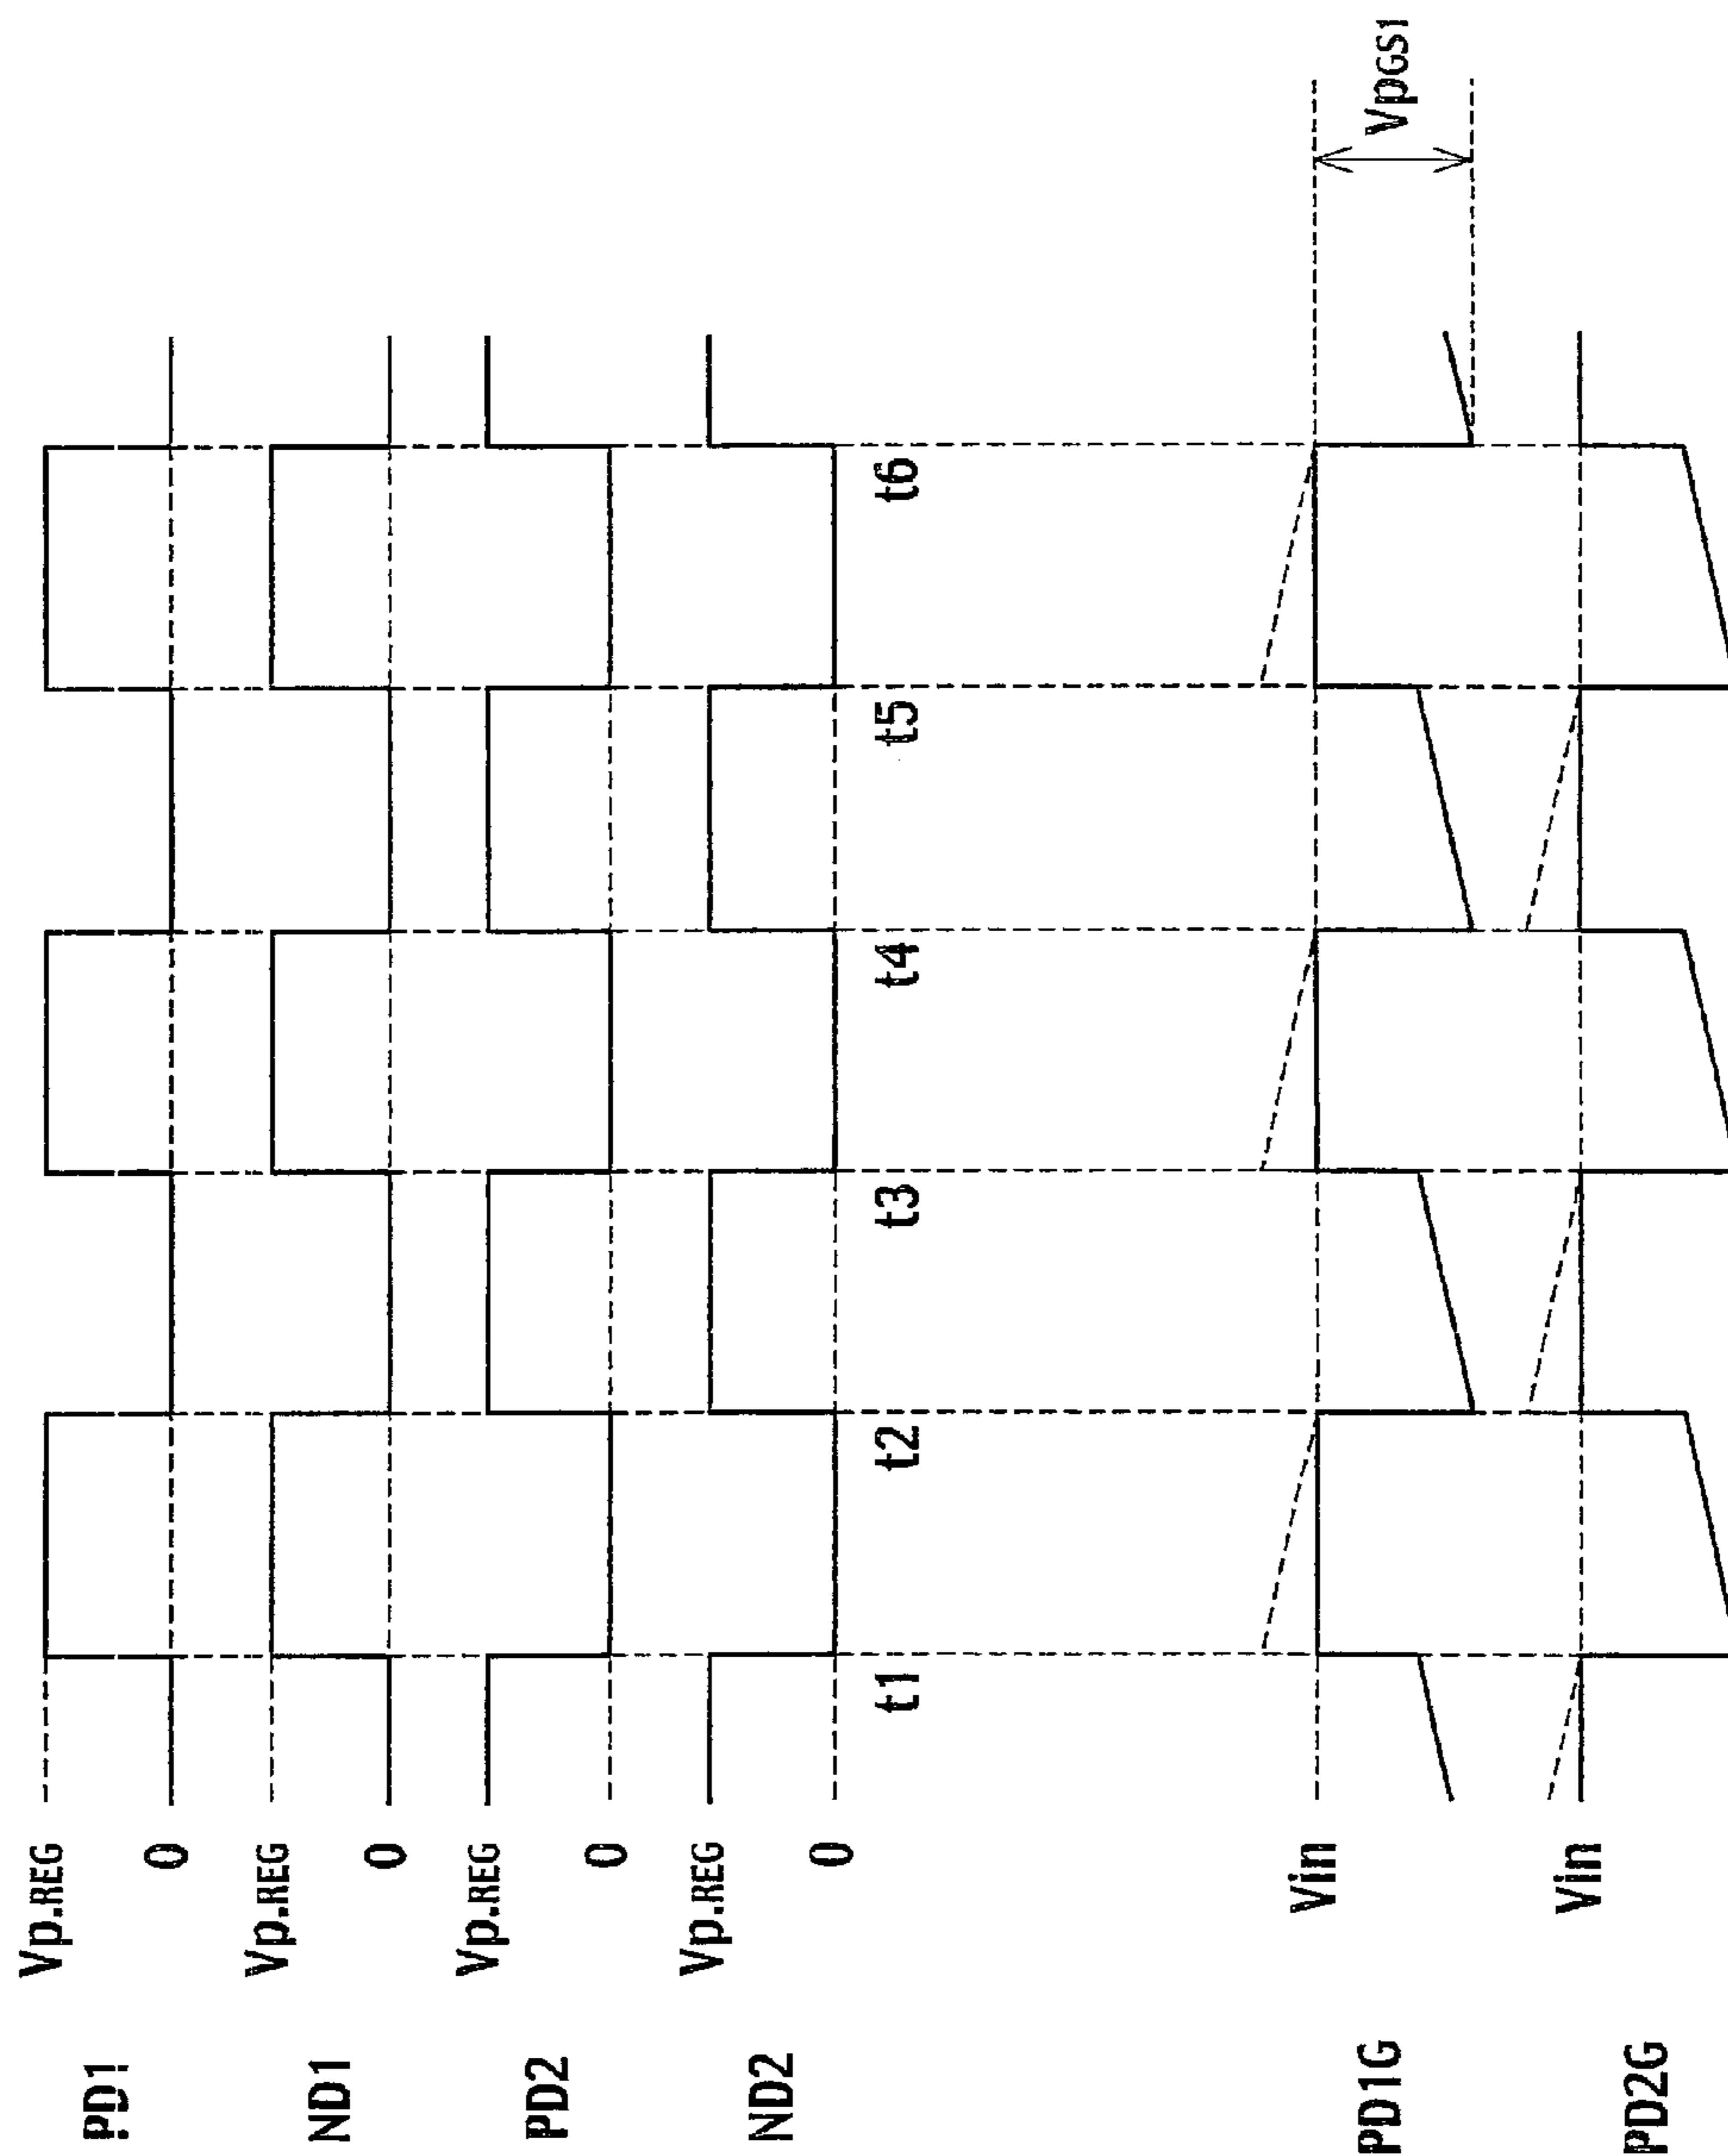 PD1
Vp.REG
0
ND1
Vp.REG
0
PD2
Vp.REG
0
ND2
Vp.REG
0
t1 t2 t3 t4 t5 t6
PD1G
Vin
VpGS1
PD2G
Vin